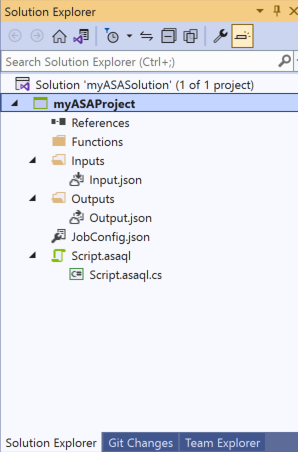 Solution Explorer
Search Solution Explorer (Ctrl+;)
Solution 'myASASolution' (1 of 1 project)
myASAProject
References
Functions
Inputs
Input.json
Outputs
Output.json
JobConfig.json
Script.asaql
C# Script.asaql.cs
Solution Explorer Git Changes Team Explorer